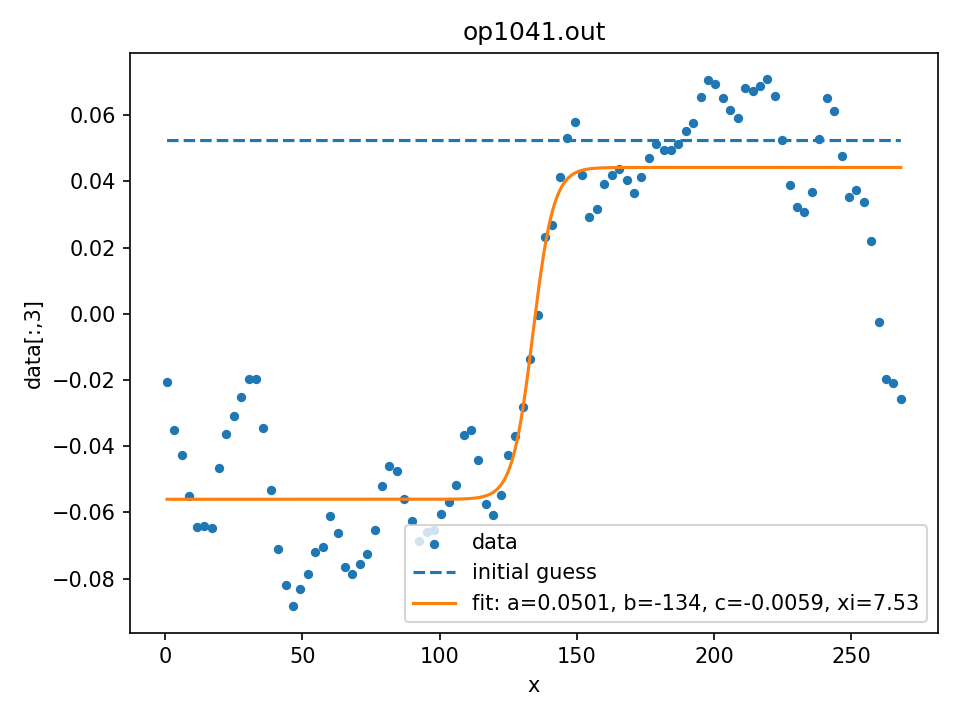 op1041.out
0.06
0.04
0.02
0.00
−0.02
−0.04
−0.06
−0.08
data[:,3]
data
initial guess
fit: a=0.0501, b=-134, c=-0.0059, xi=7.53
0 50 100 150 200 250
x